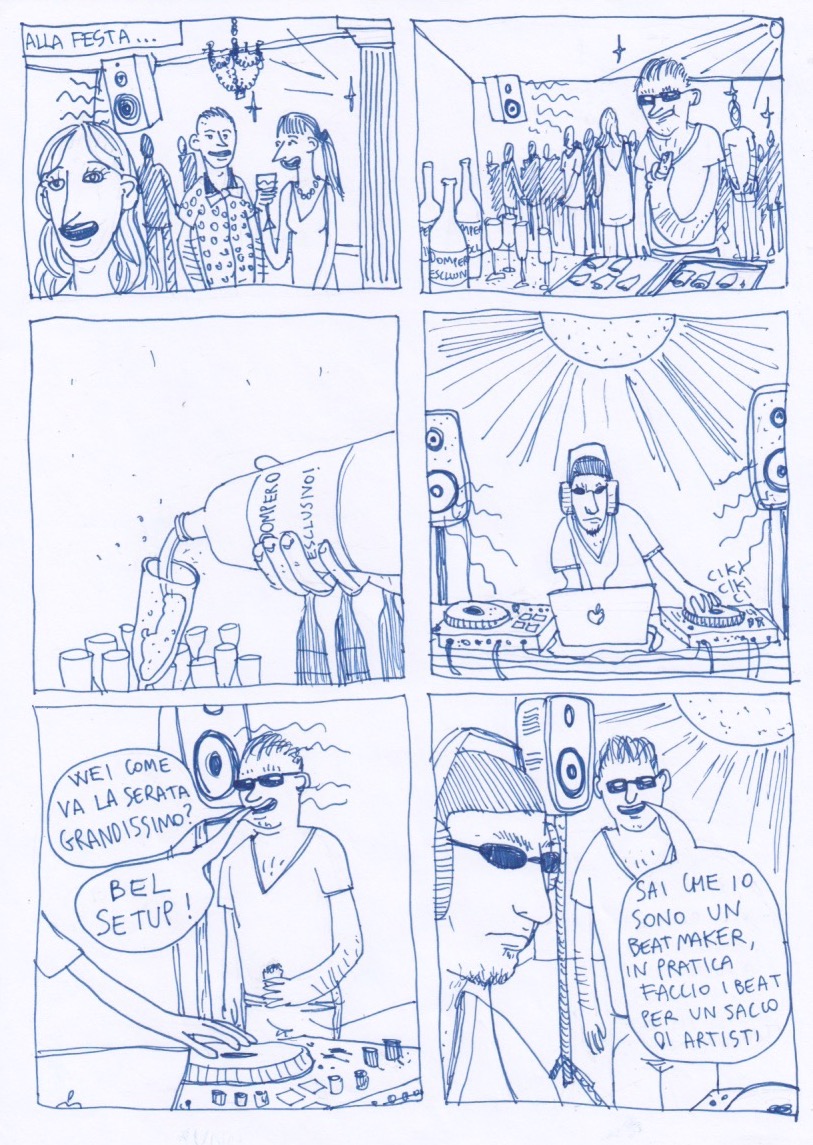 ALLA FESTA...
DOMPERO
ESCLUSIVO!
CIKI
CIKI
WEI COME
VA LA SERATA
GRANDISSIMO?
BEL
SETUP!
SAI CHE IO
SONO UN
BEATMAKER,
IN PRATICA
FACCIO I BEAT
PER UN SACCO
DI ARTISTI